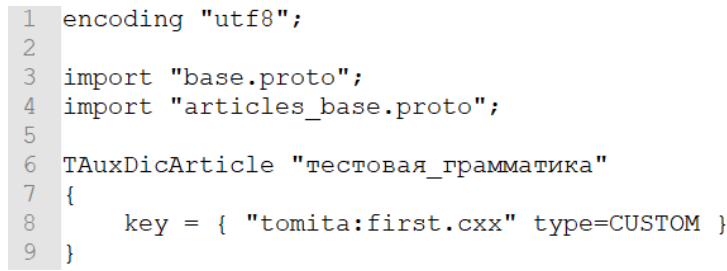 1 encoding "utf8";
2
3 import "base.proto";
4 import "articles_base.proto";
5
6 TAuxDicArticle "тестовая_грамматика"
7 {
8     key = { "tomita:first.cxx" type=CUSTOM }
9 }